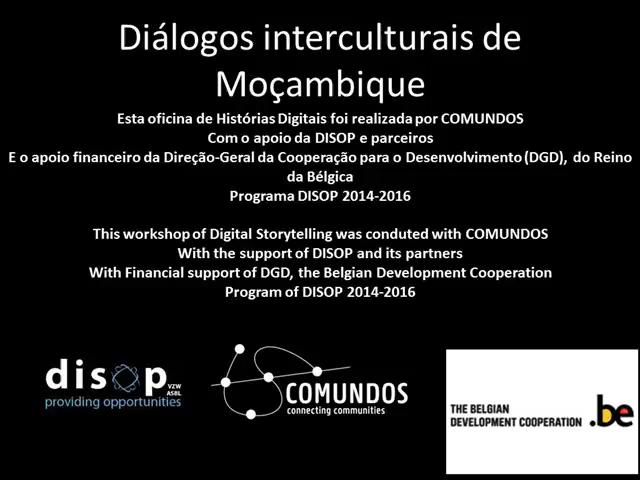 Diálogos interculturais de
Moçambique
Esta oficina de Histórias Digitais foi realizada por COMUNDOS
Com o apoio da DISOP e parceiros
E o apoio financeiro da Direção-Geral da Cooperação para o Desenvolvimento (DGD), do Reino
da Bélgica
Programa DISOP 2014-2016
This workshop of Digital Storytelling was conduted with COMUNDOS
With the support of DISOP and its partners
With Financial support of DGD, the Belgian Development Cooperation
Program of DISOP 2014-2016
disop VZW
ASBL
providing opportunities
COMUNDOS
connecting communities
THE BELGIAN
DEVELOPMENT COOPERATION .be